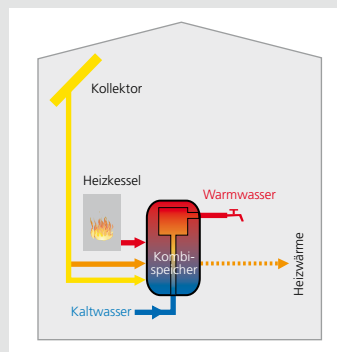 Kollektor
Heizkessel
Warmwasser
Kombi-
speicher
Heizwärme
Kaltwasser